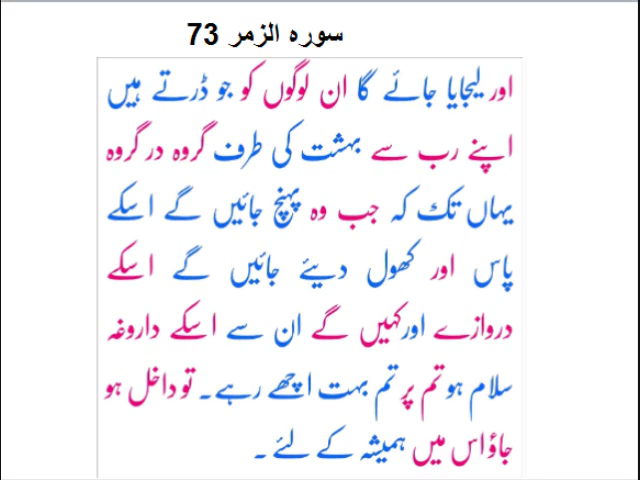 سورہ الزمر 73
اور لیجایا جائے گا ان لوگوں کو جو ڈرتے ہیں
اپنے رب سے بہشت کی طرف گروہ در گروہ
یہاں تک کہ جب وہ پہنچ جائیں گے اسکے
پاس اور کھول دیئے جائیں گے اسکے
دروازے اور کہیں گے ان سے اسکے داروغہ
سلام ہو تم پر تم بہت اچھے رہے۔ تو داخل ہو
جاؤ اس میں ہمیشہ کے لئے ۔